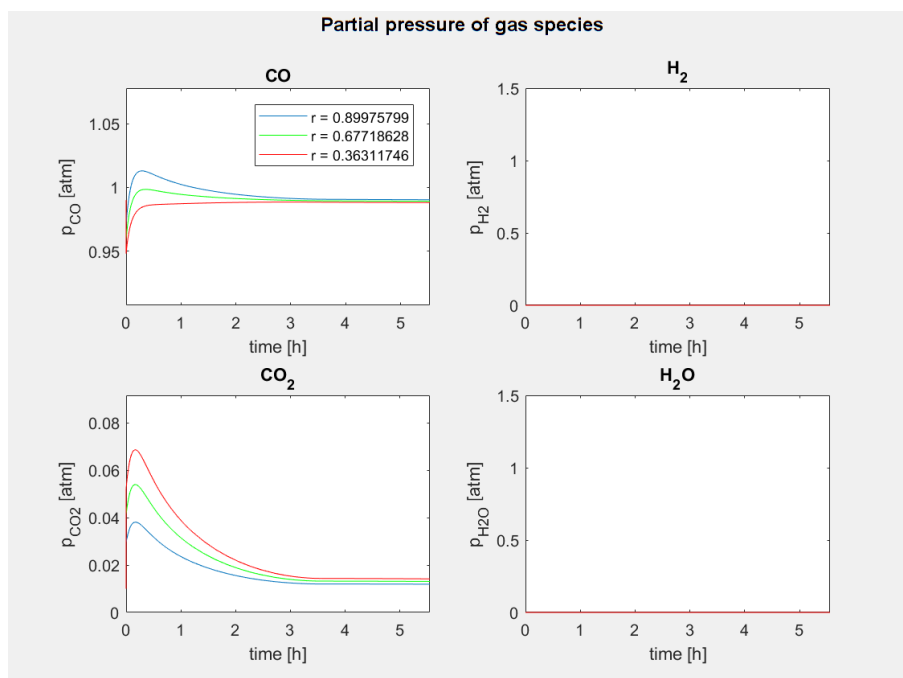 Partial pressure of gas species
CO
1.05
1
0.95
p_CO [atm]
0 1 2 3 4 5
time [h]
r = 0.89975799
r = 0.67718628
r = 0.36311746
H_2
1.5
1
0.5
0
p_H2 [atm]
0 1 2 3 4 5
time [h]
CO_2
0.08
0.06
0.04
0.02
0
p_CO2 [atm]
0 1 2 3 4 5
time [h]
H_2O
1.5
1
0.5
0
p_H2O [atm]
0 1 2 3 4 5
time [h]